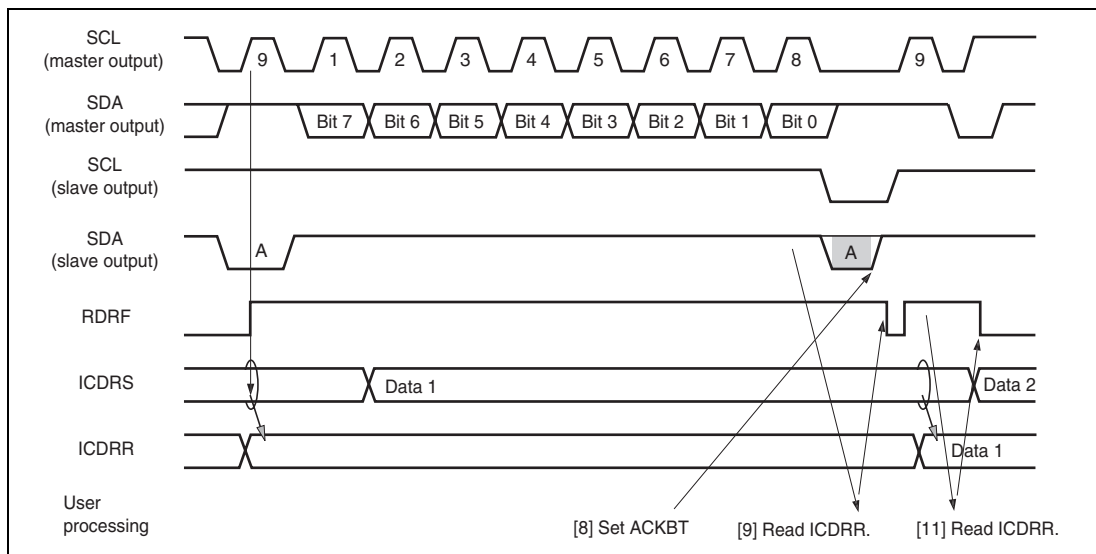 SCL
(master output)
9 1 2 3 4 5 6 7 8 9
SDA
(master output)
Bit 7 Bit 6 Bit 5 Bit 4 Bit 3 Bit 2 Bit 1 Bit 0
SCL
(slave output)
SDA
(slave output)
A A
RDRF
ICDRS
Data 1 Data 2
ICDRR
Data 1
User
processing
[8] Set ACKBT [9] Read ICDRR. [11] Read ICDRR.